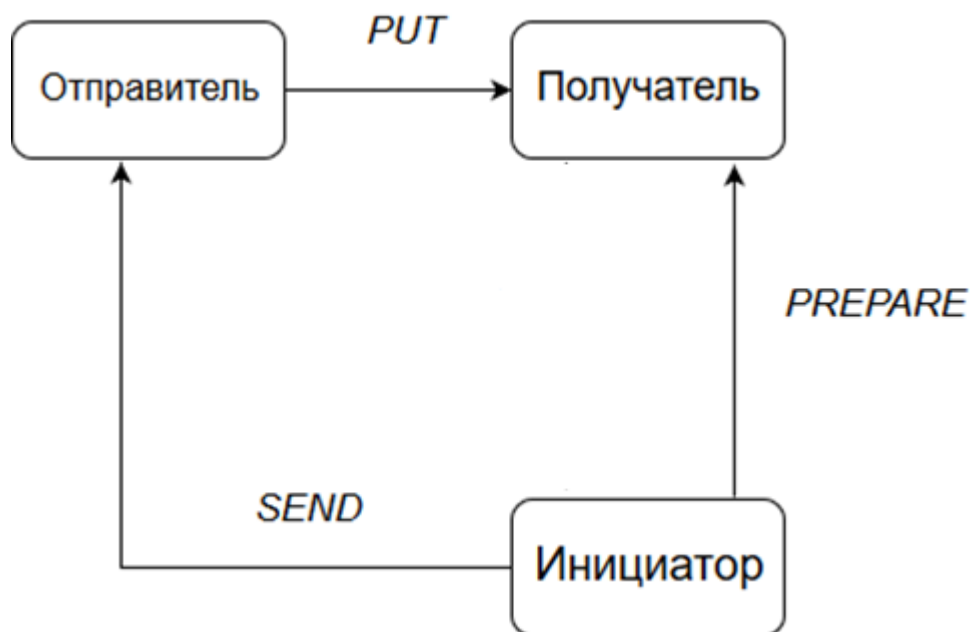 PUT
Отправитель
Получатель
PREPARE
SEND
Инициатор